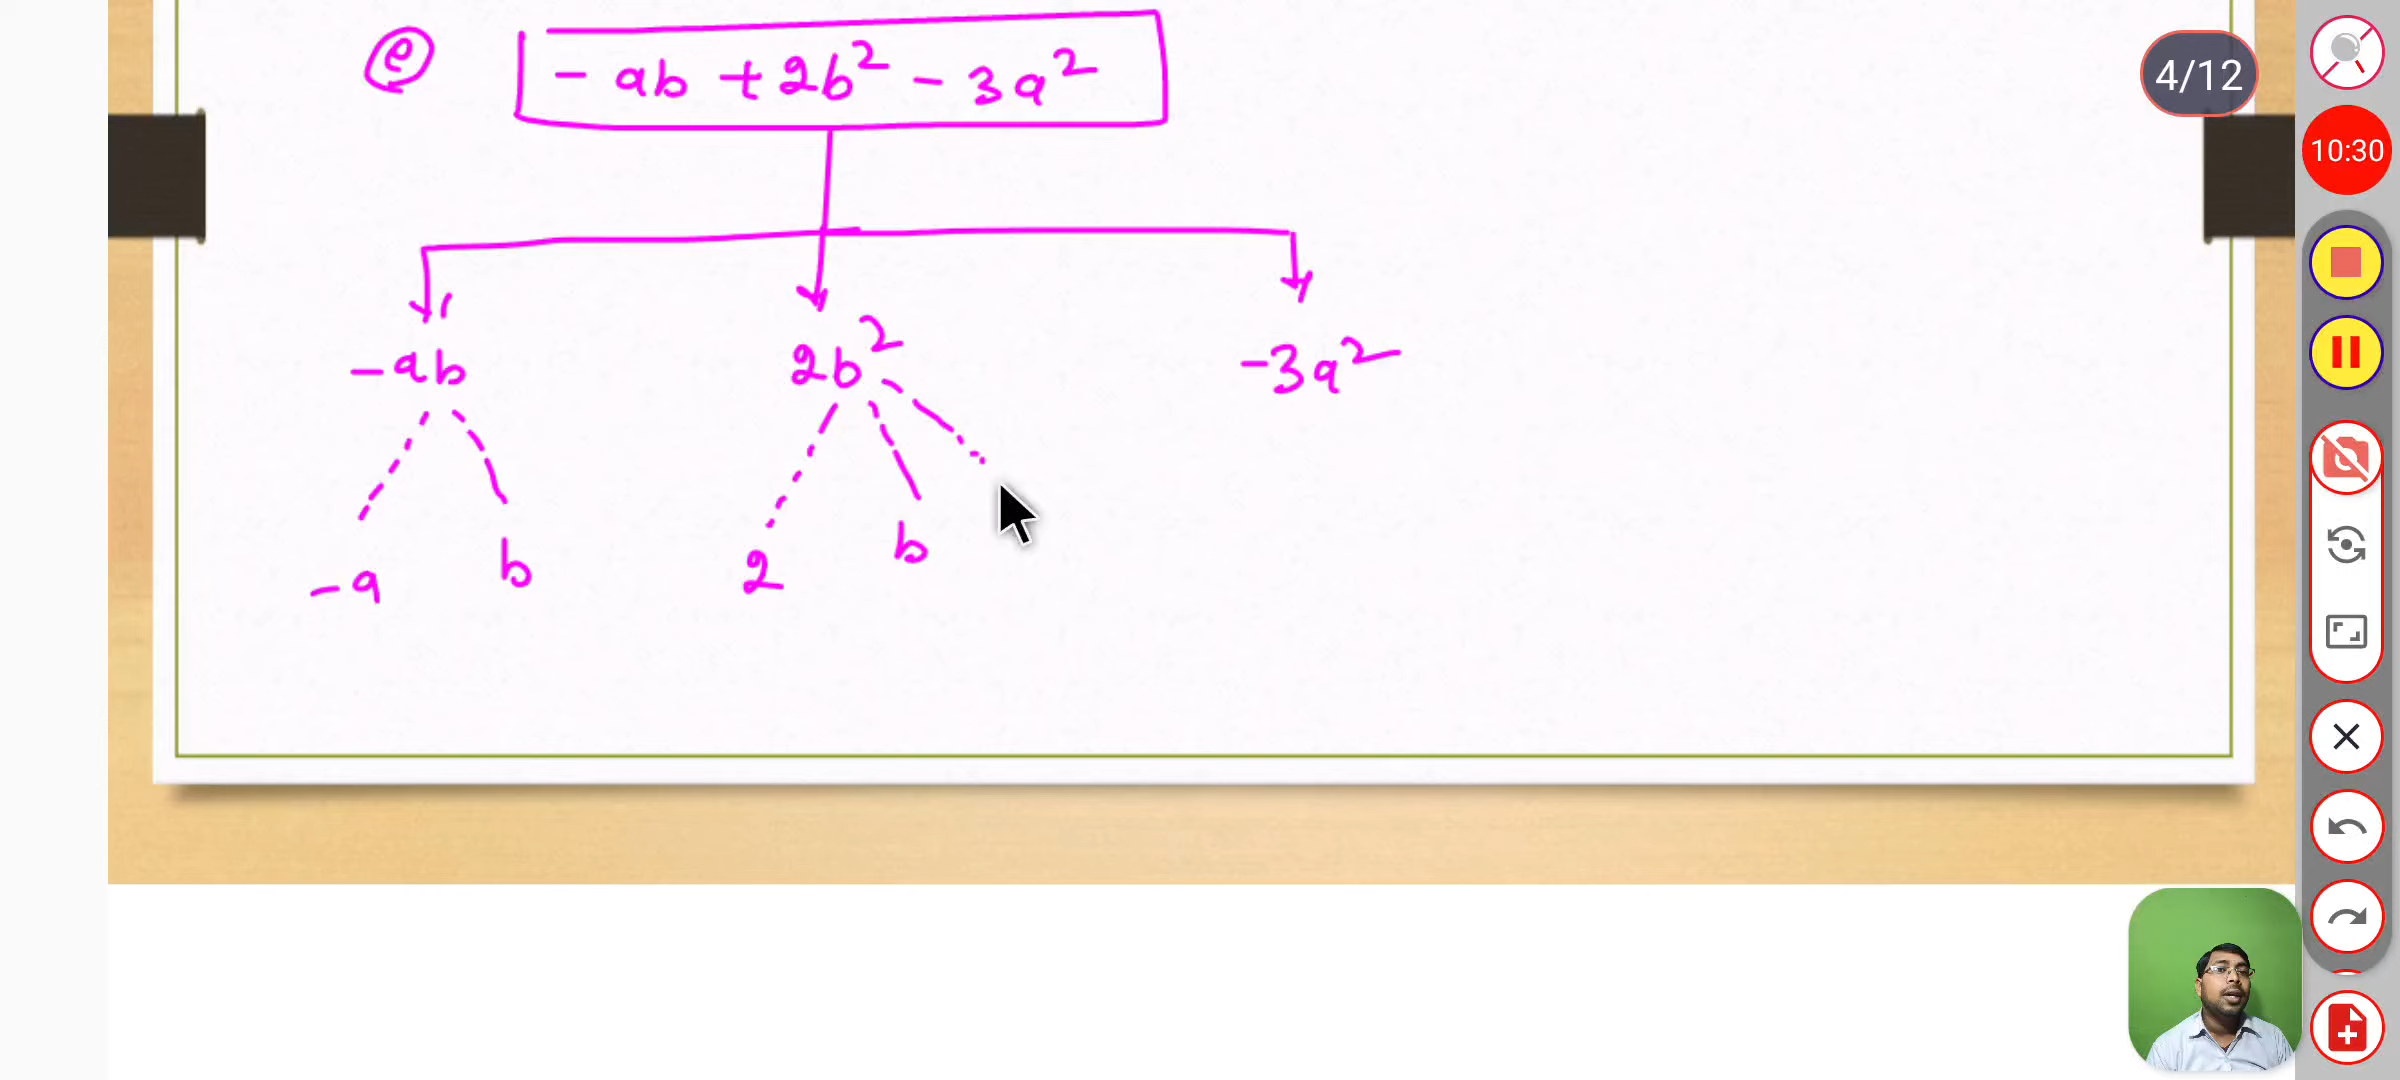 e - ab + 2b² - 3a²
4/12
10:30
-ab 2b² -3a²
-a b 2 b